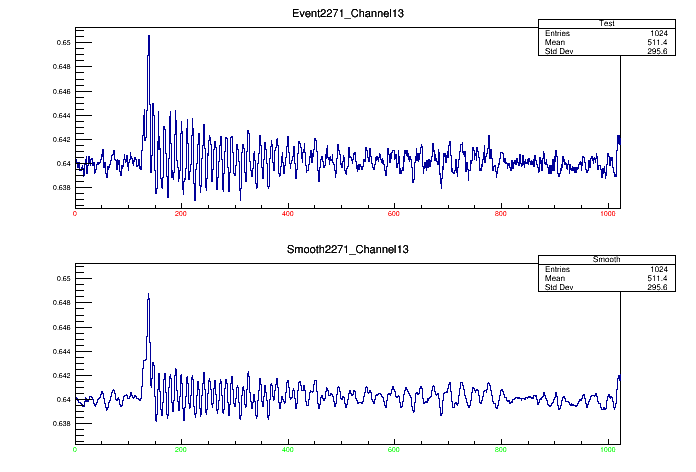 Event2271_Channel13
Test
Entries 1024
Mean 511.4
Std Dev 295.6
0.65
0.648
0.646
0.644
0.642
0.64
0.638
0 200 400 600 800 1000
Smooth2271_Channel13
Smooth
Entries 1024
Mean 511.4
Std Dev 295.6
0.65
0.648
0.646
0.644
0.642
0.64
0.638
0 200 400 600 800 1000